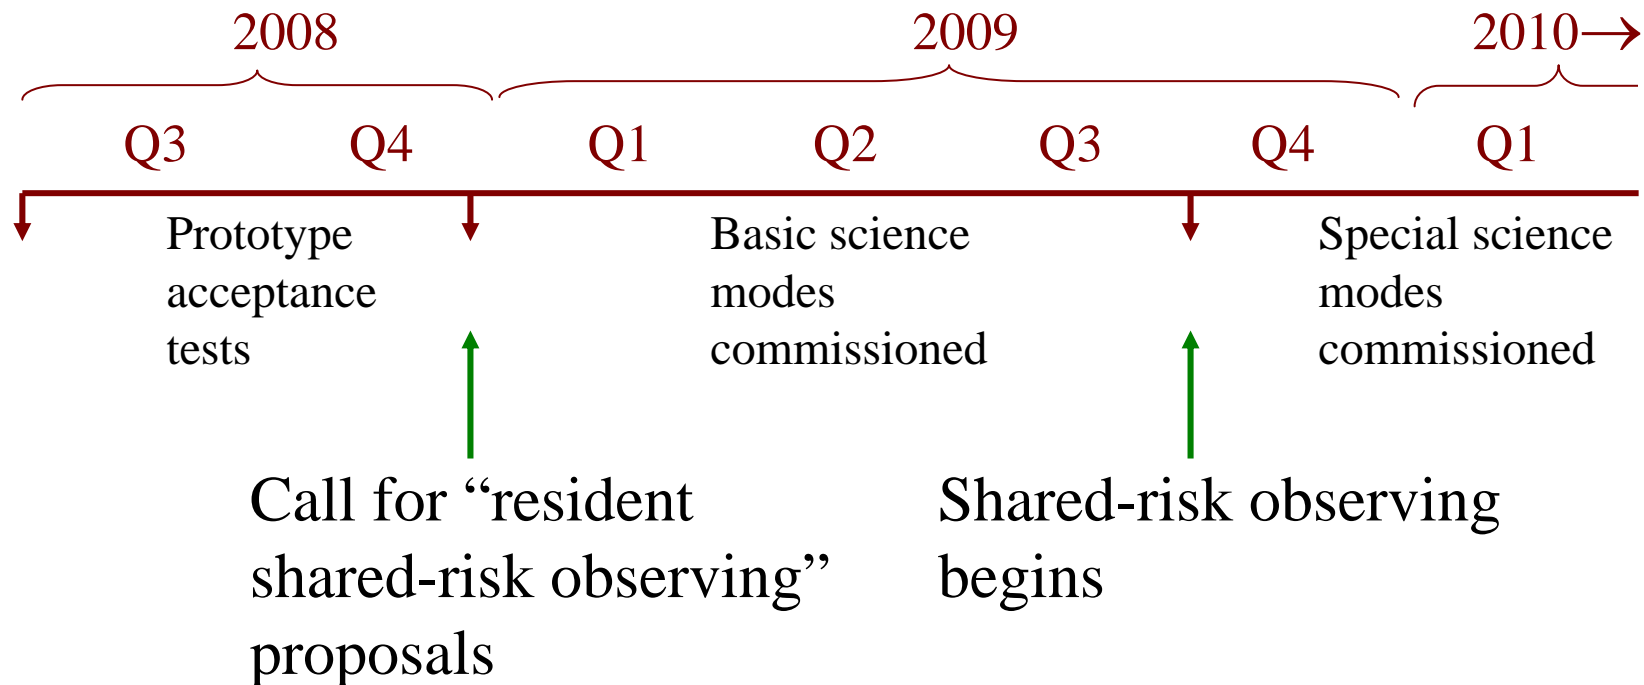 2008
2009
2010→
Q3
Q4
Q1
Q2
Q3
Q4
Q1
Prototype
acceptance
tests
Basic science
modes
commissioned
Special science
modes
commissioned
Call for “resident
shared-risk observing”
proposals
Shared-risk observing
begins